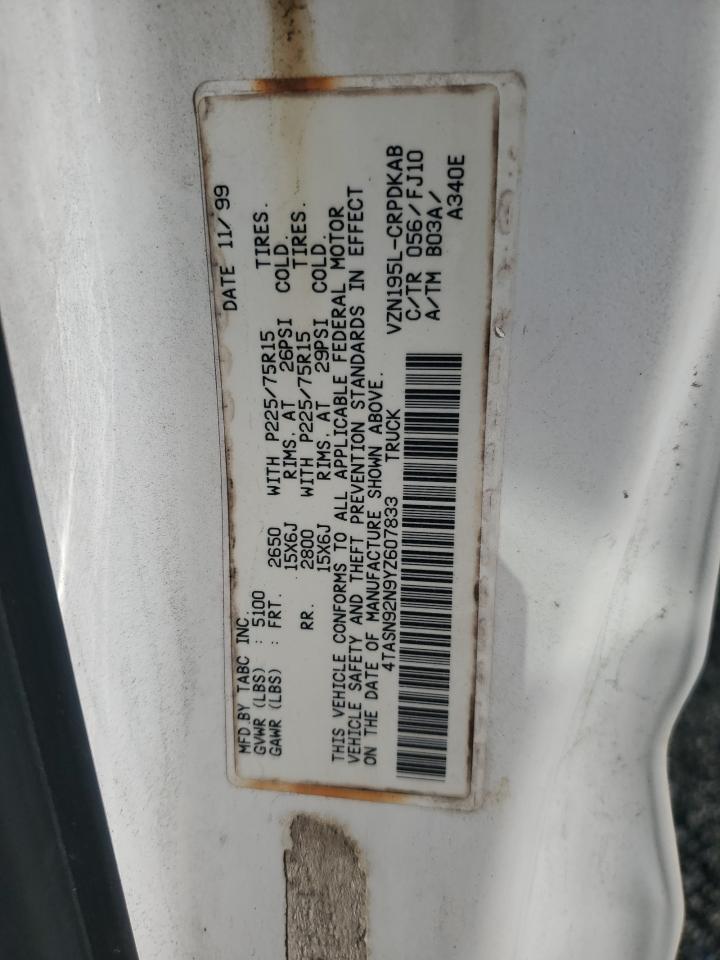 DATE 11/99
MFD.BY TABC INC.
GVWR (LBS) : 5100
GAWR (LBS) : FRT. 2650 WITH P225/75R15 TIRES.
15X6J RIMS. AT 26PSI COLD.
RR. 2800 WITH P225/75R15 TIRES.
15X6J RIMS. AT 29PSI COLD.
THIS VEHICLE CONFORMS TO ALL APPLICABLE FEDERAL MOTOR
VEHICLE SAFETY AND THEFT PREVENTION STANDARDS IN EFFECT
ON THE DATE OF MANUFACTURE SHOWN ABOVE.
4TASN92N9YZ607833 TRUCK
VZN195L-CRPDKAB
C/TR 056/FJ10
A/TM B03A/
A340E